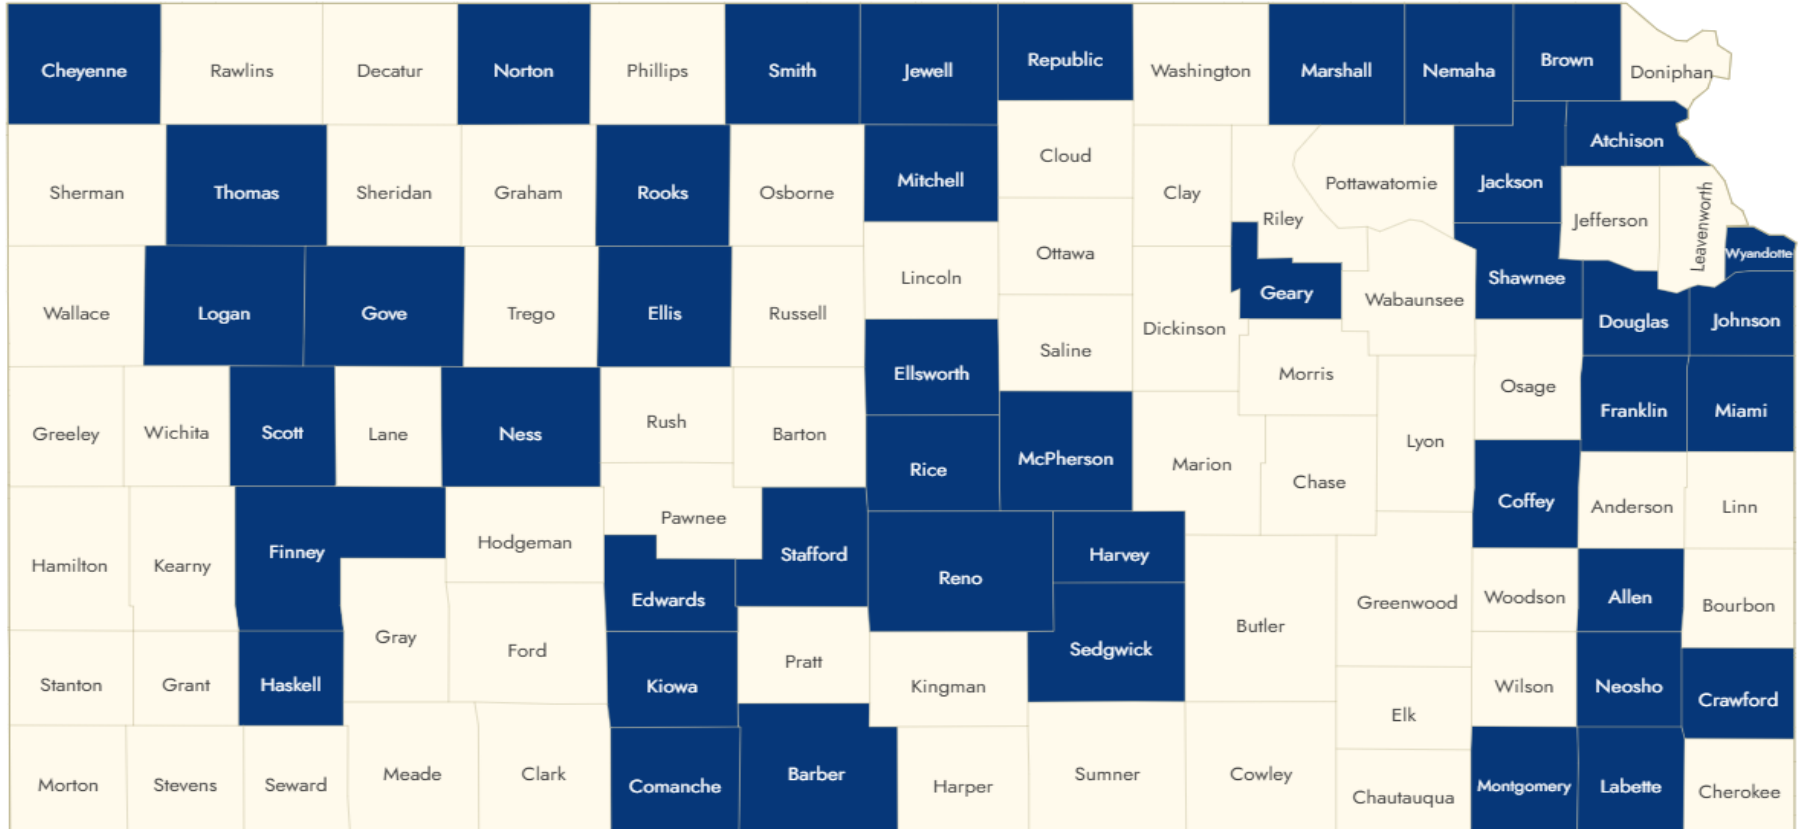 Cheyenne
Rawlins
Decatur
Norton
Phillips
Smith
Jewell
Republic
Washington
Marshall
Nemaha
Brown
Doniphan
Sherman
Thomas
Sheridan
Graham
Rooks
Osborne
Mitchell
Cloud
Clay
Riley
Pottawatomie
Jackson
Atchison
Jefferson
Leavenworth
Wyandotte
Wallace
Logan
Gove
Trego
Ellis
Russell
Lincoln
Ottawa
Saline
Dickinson
Geary
Wabaunsee
Shawnee
Douglas
Johnson
Greeley
Wichita
Scott
Lane
Ness
Rush
Barton
Ellsworth
Rice
McPherson
Marion
Morris
Chase
Lyon
Osage
Franklin
Miami
Coffey
Anderson
Linn
Hamilton
Kearny
Finney
Hodgeman
Pawnee
Edwards
Stafford
Reno
Harvey
Sedgwick
Butler
Greenwood
Woodson
Allen
Bourbon
Gray
Ford
Stanton
Grant
Haskell
Kiowa
Pratt
Kingman
Elk
Wilson
Neosho
Crawford
Morton
Stevens
Seward
Meade
Clark
Comanche
Barber
Harper
Sumner
Cowley
Chautauqua
Montgomery
Labette
Cherokee